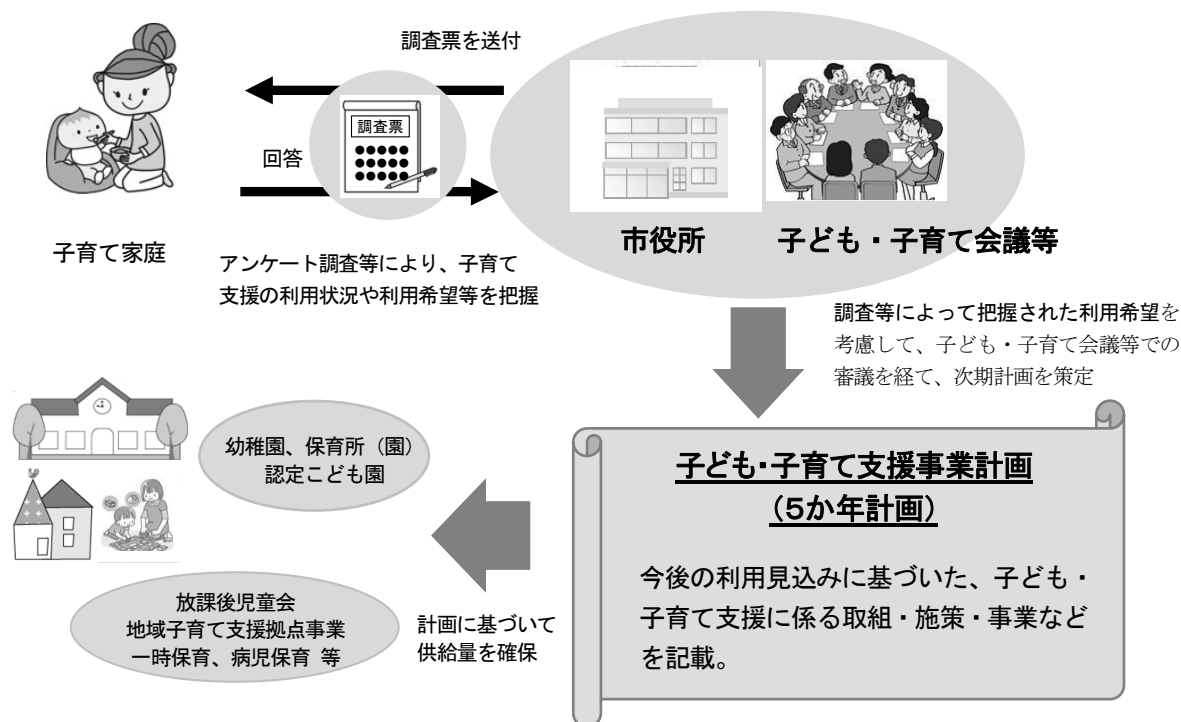 調査票を送付
調査票
回答
子育て家庭
市役所
子ども・子育て会議等
アンケート調査等により、子育て
支援の利用状況や利用希望等を把握
調査等によって把握された利用希望を
考慮して、子ども・子育て会議等での
審議を経て、次期計画を策定
子ども・子育て支援事業計画
（５か年計画）
今後の利用見込みに基づいた、子ども・
子育て支援に係る取組・施策・事業など
を記載。
計画に基づいて
供給量を確保
幼稚園、保育所（園）
認定こども園
放課後児童会
地域子育て支援拠点事業
一時保育、病児保育 等